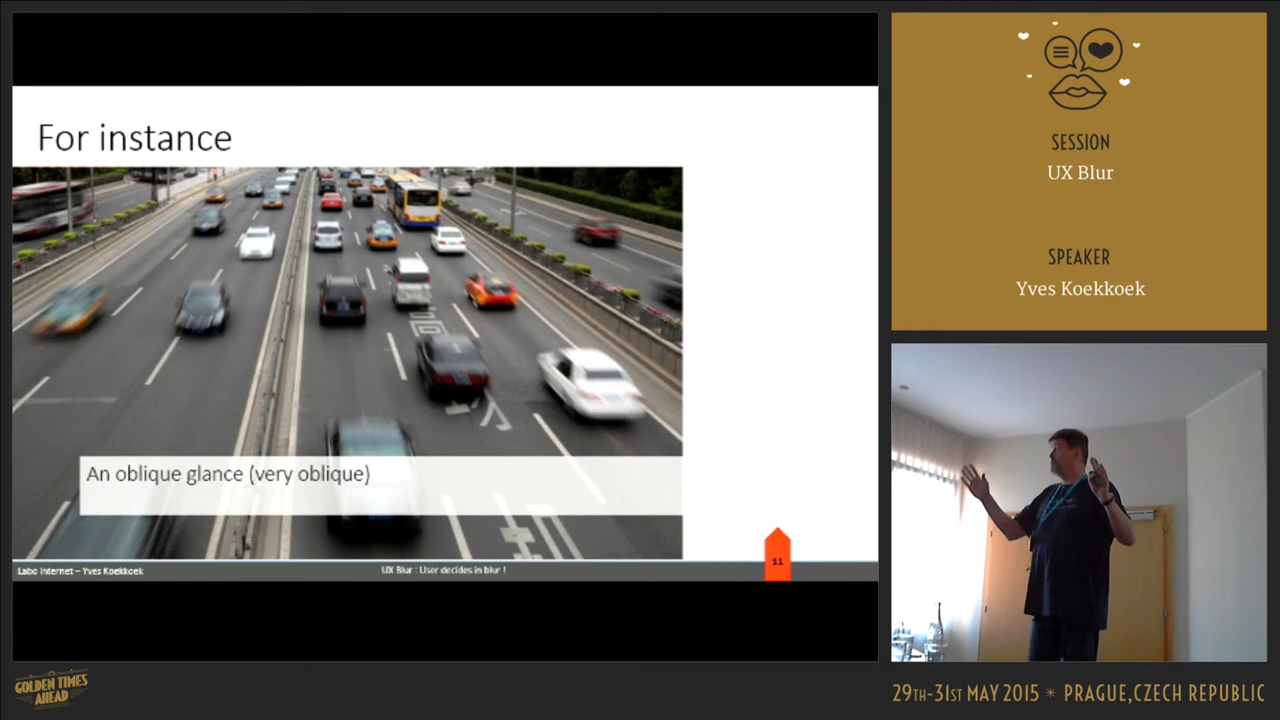 For instance
An oblique glance (very oblique)
Labo Internet – Yves Koekkoek
UX Blur : User decides in blur !
11
SESSION
UX Blur
SPEAKER
Yves Koekkoek
GOLDEN TIMES
AHEAD
29TH-31ST MAY 2015 * PRAGUE,CZECH REPUBLIC